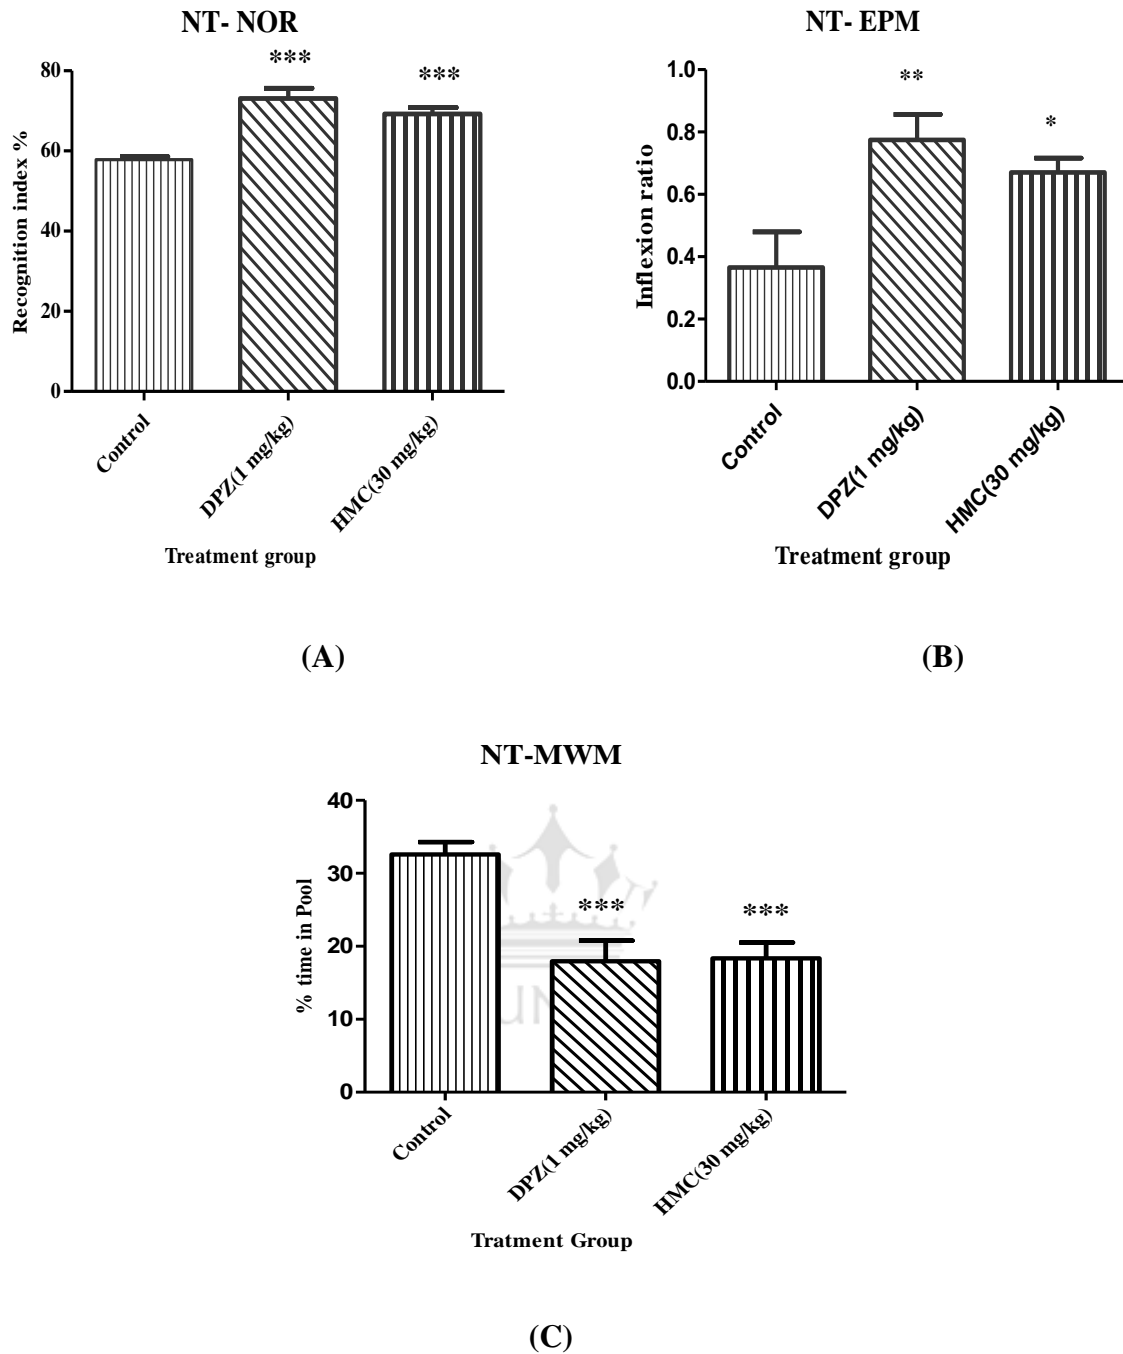 NT- NOR
***
***
80
60
40
20
0
Recognition index %
Control
DPZ(1 mg/kg)
HMC(30 mg/kg)
Treatment group
(A)
NT- EPM
**
*
1.0
0.8
0.6
0.4
0.2
0.0
Inflexion ratio
Control
DPZ(1 mg/kg)
HMC(30 mg/kg)
Treatment group
(B)
NT-MWM
***
***
40
30
20
10
0
% time in Pool
Control
DPZ(1 mg/kg)
HMC(30 mg/kg)
Tratment Group
(C)